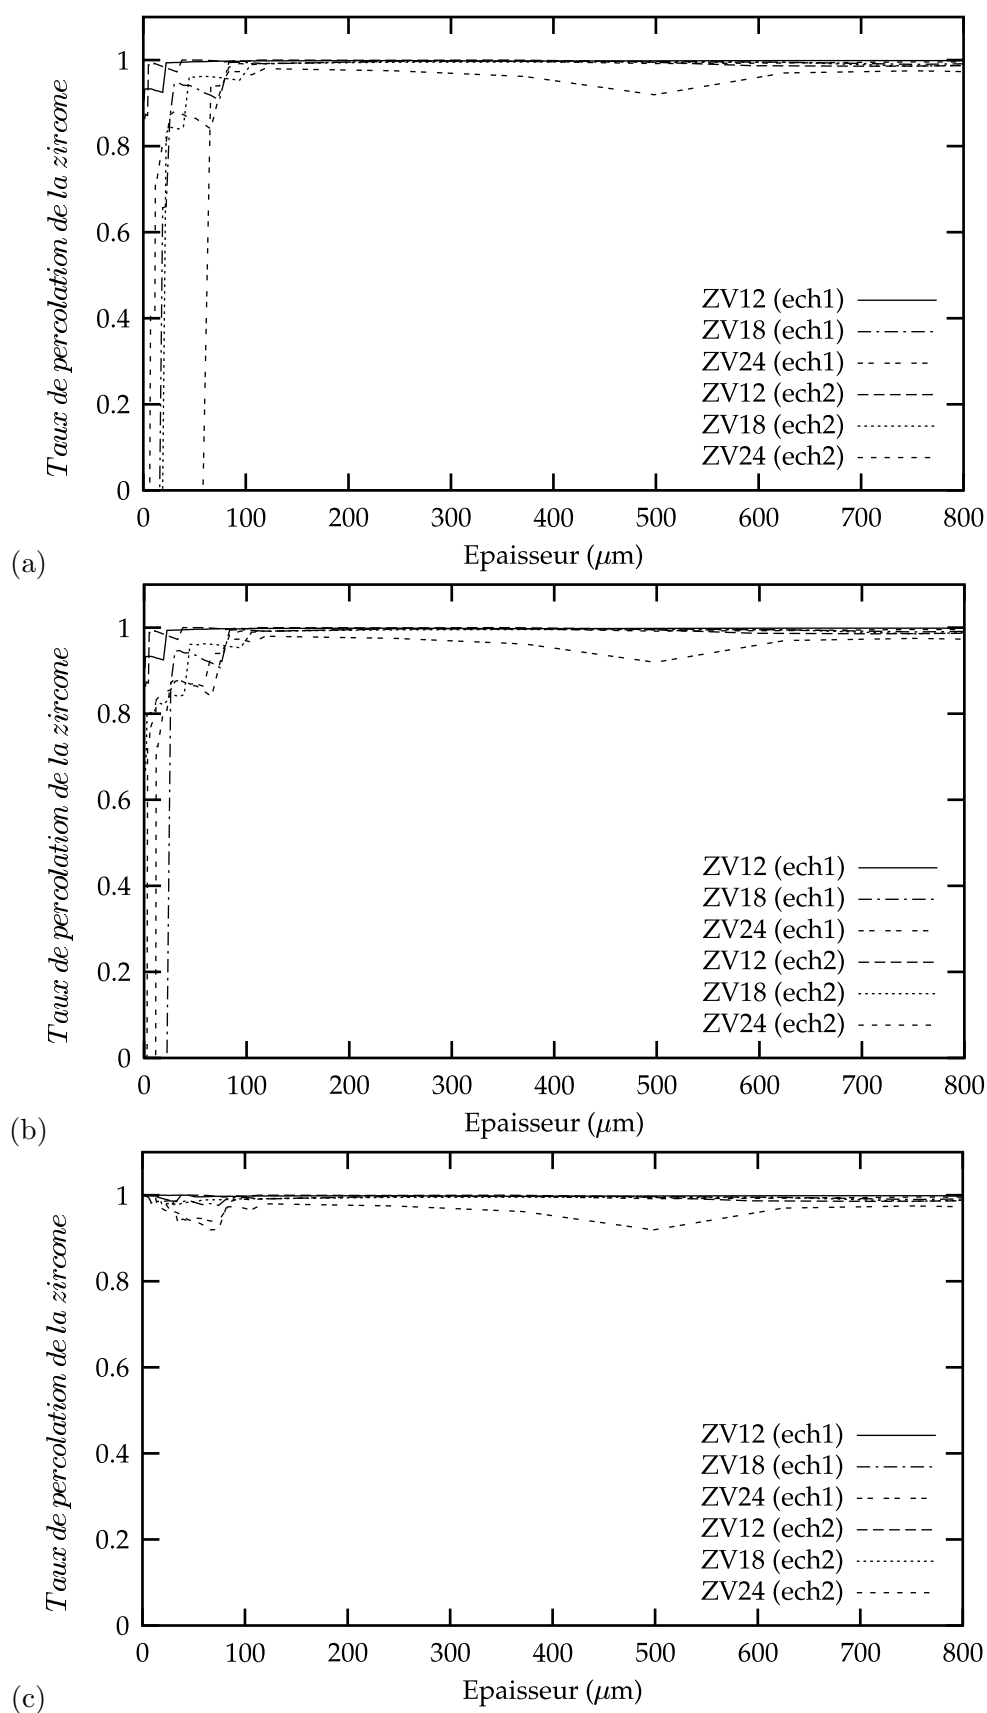 Taux de percolation de la zircone
1
0.8
0.6
0.4
0.2
0
ZV12 (ech1)
ZV18 (ech1)
ZV24 (ech1)
ZV12 (ech2)
ZV18 (ech2)
ZV24 (ech2)
0 100 200 300 400 500 600 700 800
Epaisseur (μm)
(a)
Taux de percolation de la zircone
1
0.8
0.6
0.4
0.2
0
ZV12 (ech1)
ZV18 (ech1)
ZV24 (ech1)
ZV12 (ech2)
ZV18 (ech2)
ZV24 (ech2)
0 100 200 300 400 500 600 700 800
Epaisseur (μm)
(b)
Taux de percolation de la zircone
1
0.8
0.6
0.4
0.2
0
ZV12 (ech1)
ZV18 (ech1)
ZV24 (ech1)
ZV12 (ech2)
ZV18 (ech2)
ZV24 (ech2)
0 100 200 300 400 500 600 700 800
Epaisseur (μm)
(c)